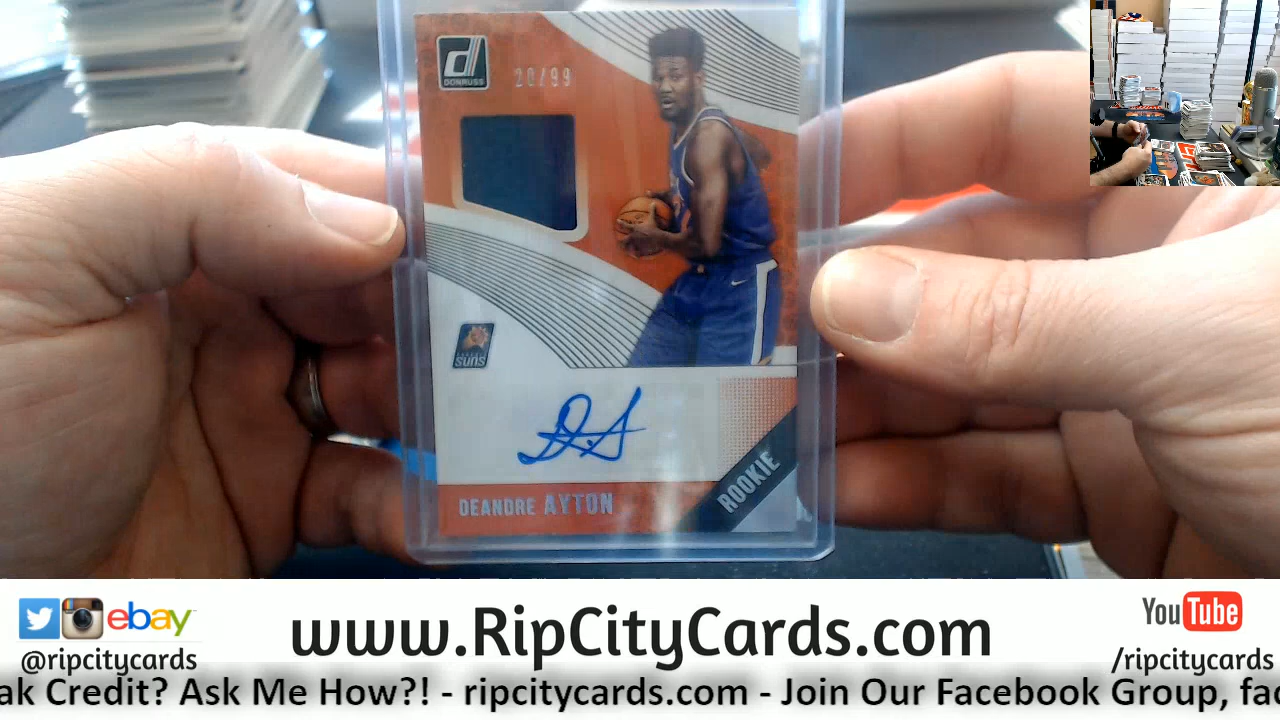 DONRUSS
20/99
SUNS
DEANDRE AYTON
ROOKIE
ebay
@ripcitycards
www.RipCityCards.com
YouTube
/ripcitycards
ak Credit? Ask Me How?! - ripcitycards.com - Join Our Facebook Group, fac